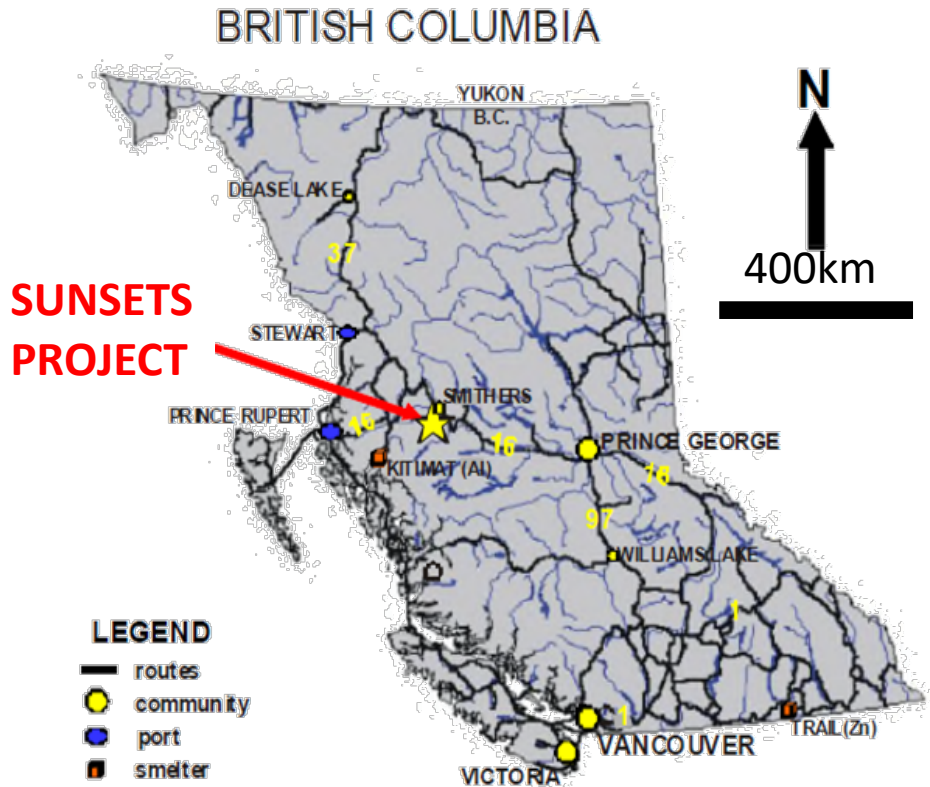 BRITISH COLUMBIA
YUKON
B.C.
N
DEASE LAKE
37
400km
SUNSETS
PROJECT
STEWART
SMITHERS
PRINCE RUPERT
16
16
PRINCE GEORGE
16
KITIMAT (Al)
97
WILLIAMS LAKE
1
LEGEND
routes
community
port
smelter
1
TRAIL (Zn)
VANCOUVER
VICTORIA